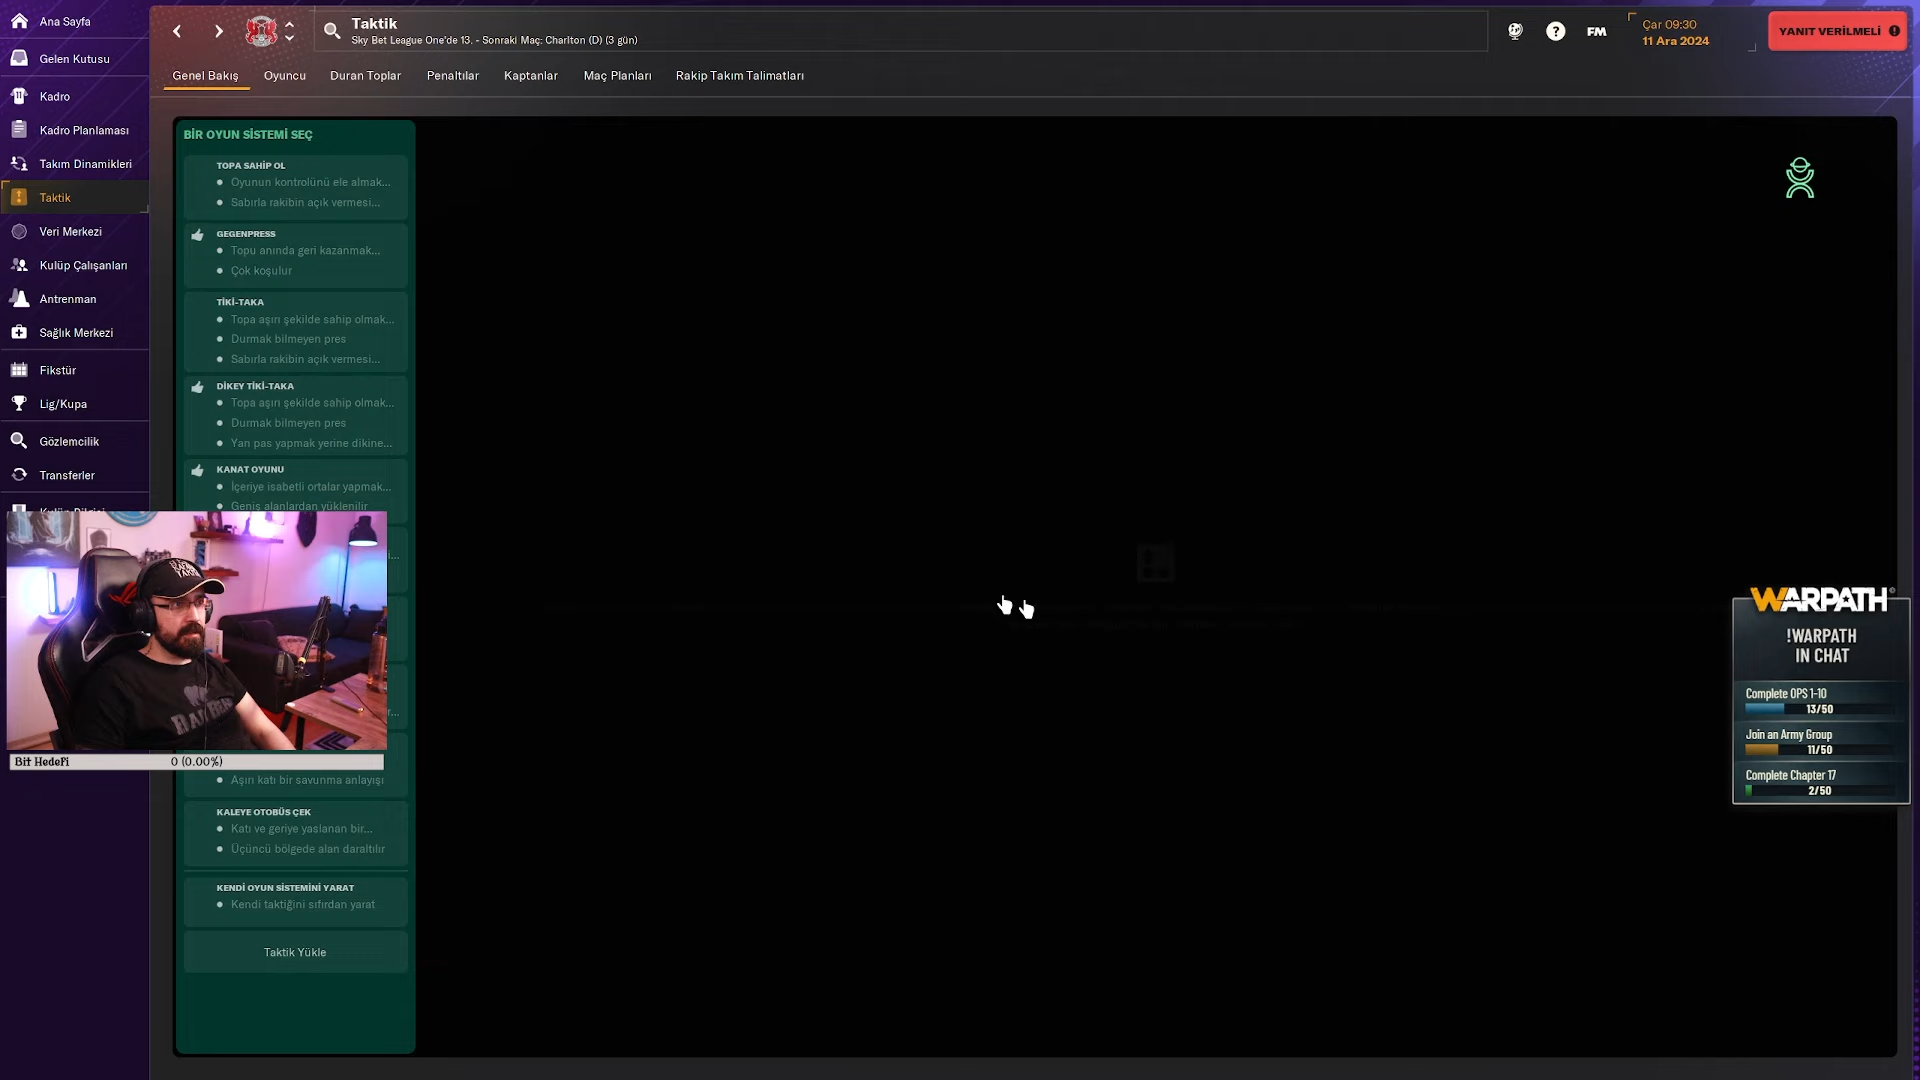 Ana Sayfa
Gelen Kutusu
Kadro
Kadro Planlaması
Takım Dinamikleri
Taktik
Veri Merkezi
Kulüp Çalışanları
Antrenman
Sağlık Merkezi
Fikstür
Lig/Kupa
Gözlemcilik
Transferler
Taktik
Sky Bet League One'de 13. - Sonraki Maç: Charlton (D) (3 gün)
FM
Çar 09:30
11 Ara 2024
YANIT VERİLMELİ
Genel Bakış
Oyuncu
Duran Toplar
Penaltılar
Kaptanlar
Maç Planları
Rakip Takım Talimatları
BİR OYUN SİSTEMİ SEÇ
TOPA SAHİP OL
Oyunun kontrolünü ele almak...
Sabırla rakibin açık vermesi...
GEGENPRESS
Topu anında geri kazanmak...
Çok koşulur
TİKİ-TAKA
Topa aşırı şekilde sahip olmak...
Durmak bilmeyen pres
Sabırla rakibin açık vermesi...
DİKEY TİKİ-TAKA
Topa aşırı şekilde sahip olmak...
Durmak bilmeyen pres
Yan pas yapmak yerine dikine...
KANAT OYUNU
İçeriye isabetli ortalar yapmak...
Geniş alanlardan yüklenilir
Aşırı katı bir savunma anlayışı
KALEYE OTOBÜS ÇEK
Katı ve geriye yaslanan bir...
Üçüncü bölgede alan daraltılır
KENDİ OYUN SİSTEMİNİ YARAT
Kendi taktiğini sıfırdan yarat
Taktik Yükle
Bit Hedefi 0 (0.00%)
WARPATH
!WARPATH
IN CHAT
Complete OPS 1-10
13/50
Join an Army Group
11/50
Complete Chapter 17
2/50